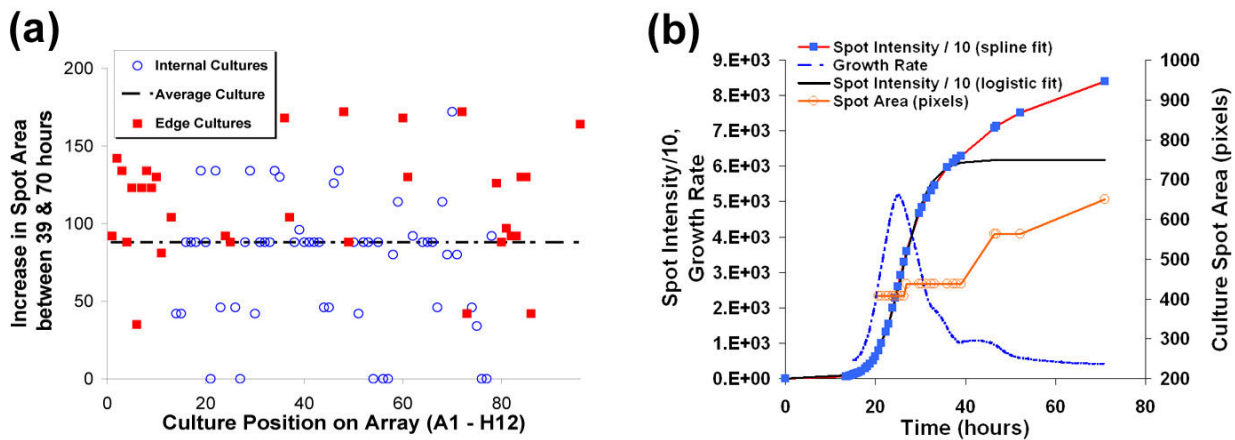 (a)
Increase in Spot Area
between 39 & 70 hours
200
150
100
50
0
Internal Cultures
Average Culture
Edge Cultures
0 20 40 60 80
Culture Position on Array (A1 - H12)
(b)
Spot Intensity / 10 (spline fit)
Growth Rate
Spot Intensity / 10 (logistic fit)
Spot Area (pixels)
Spot Intensity/10,
Growth Rate
9.E+03
8.E+03
7.E+03
6.E+03
5.E+03
4.E+03
3.E+03
2.E+03
1.E+03
0.E+00
1000
900
800
700
600
500
400
300
200
Culture Spot Area (pixels)
0 20 40 60 80
Time (hours)